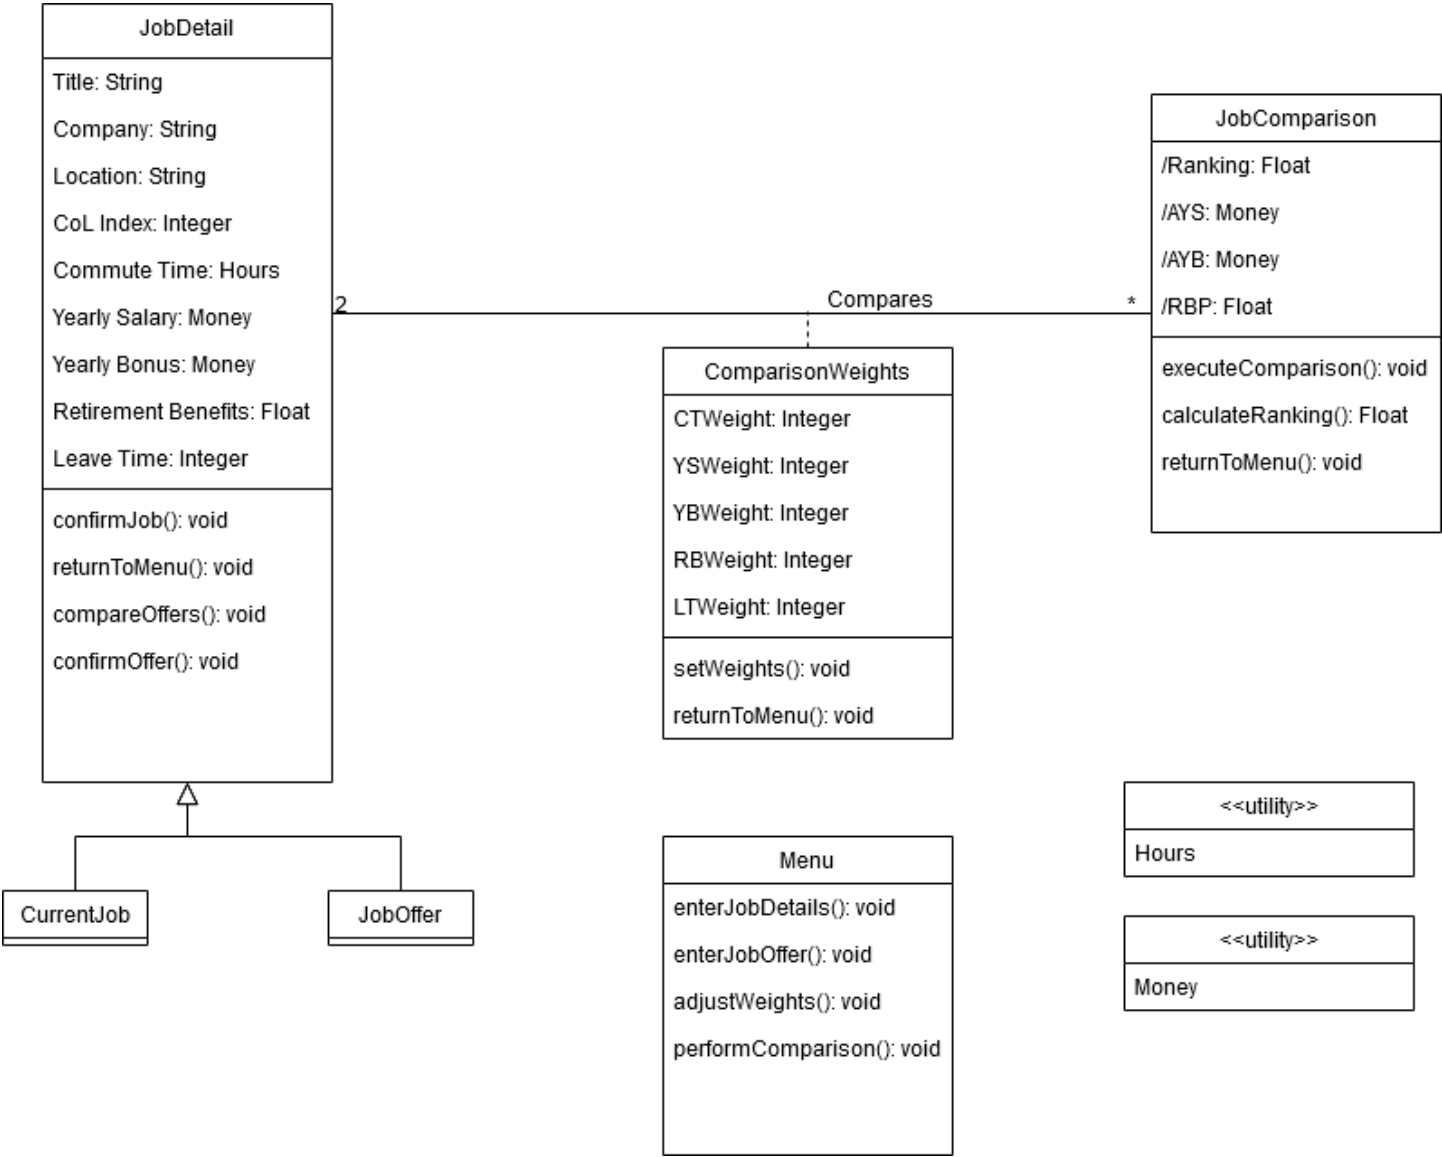 JobDetail
Title: String
Company: String
Location: String
CoL Index: Integer
Commute Time: Hours
Yearly Salary: Money
Yearly Bonus: Money
Retirement Benefits: Float
Leave Time: Integer
confirmJob(): void
returnToMenu(): void
compareOffers(): void
confirmOffer(): void
CurrentJob
JobOffer
2
Compares
*
JobComparison
/Ranking: Float
/AYS: Money
/AYB: Money
/RBP: Float
executeComparison(): void
calculateRanking(): Float
returnToMenu(): void
ComparisonWeights
CTWeight: Integer
YSWeight: Integer
YBWeight: Integer
RBWeight: Integer
LTWeight: Integer
setWeights(): void
returnToMenu(): void
Menu
enterJobDetails(): void
enterJobOffer(): void
adjustWeights(): void
performComparison(): void
<<utility>>
Hours
<<utility>>
Money